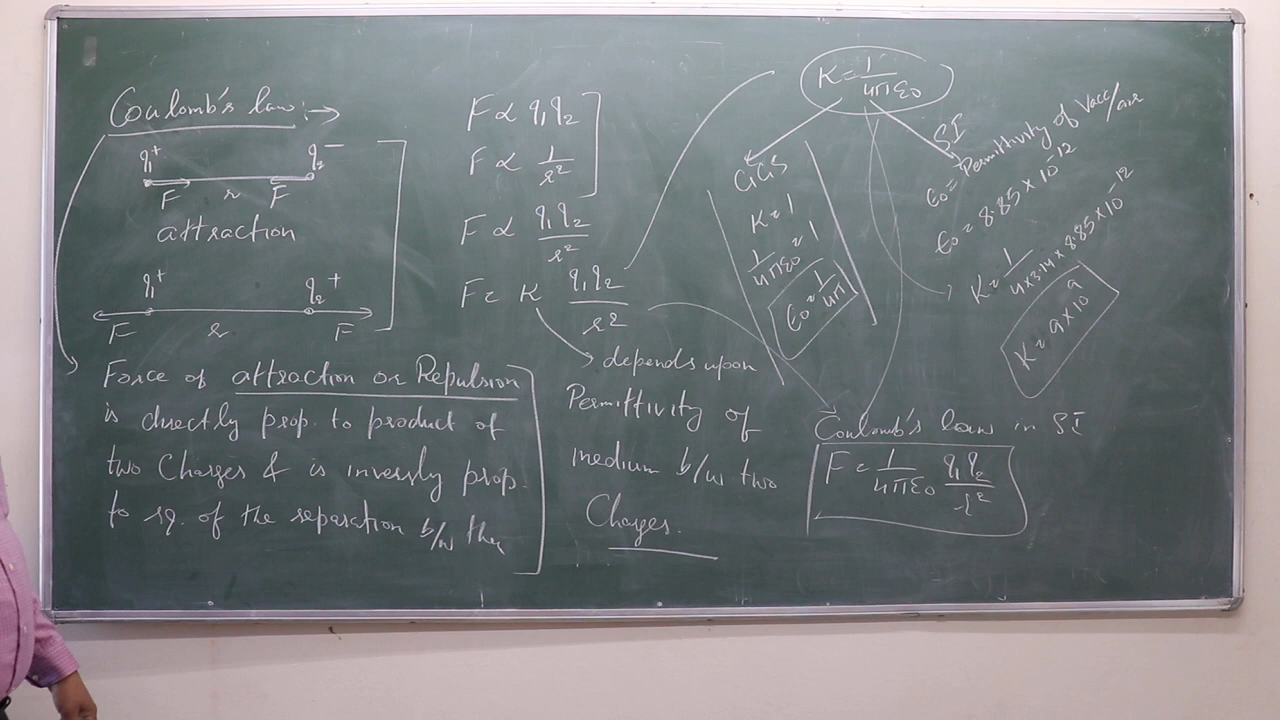 Coulomb's law :→
q₁⁺ q₂⁻
F r F
attraction
q₁⁺ q₂⁺
F r F
Force of attraction or Repulsion
is directly prop. to product of
two Charges & is inversly prop.
to sq. of the separation b/w them
F ∝ q₁q₂
F ∝ 1/r²
F ∝ q₁q₂/r²
F = K q₁q₂/r²
depends upon
Permittivity of
medium b/w two
Charges.
K = 1/4πε₀
CGS
K = 1
1/4πε₀ = 1
ε₀ = 1/4π
SI
ε₀ = Permittivity of Vacc/air
ε₀ = 8.85 × 10⁻¹²
K = 1/4×3.14×8.85×10⁻¹²
K = 9 × 10⁹
Coulomb's law in SI
F = 1/4πε₀ q₁q₂/r²